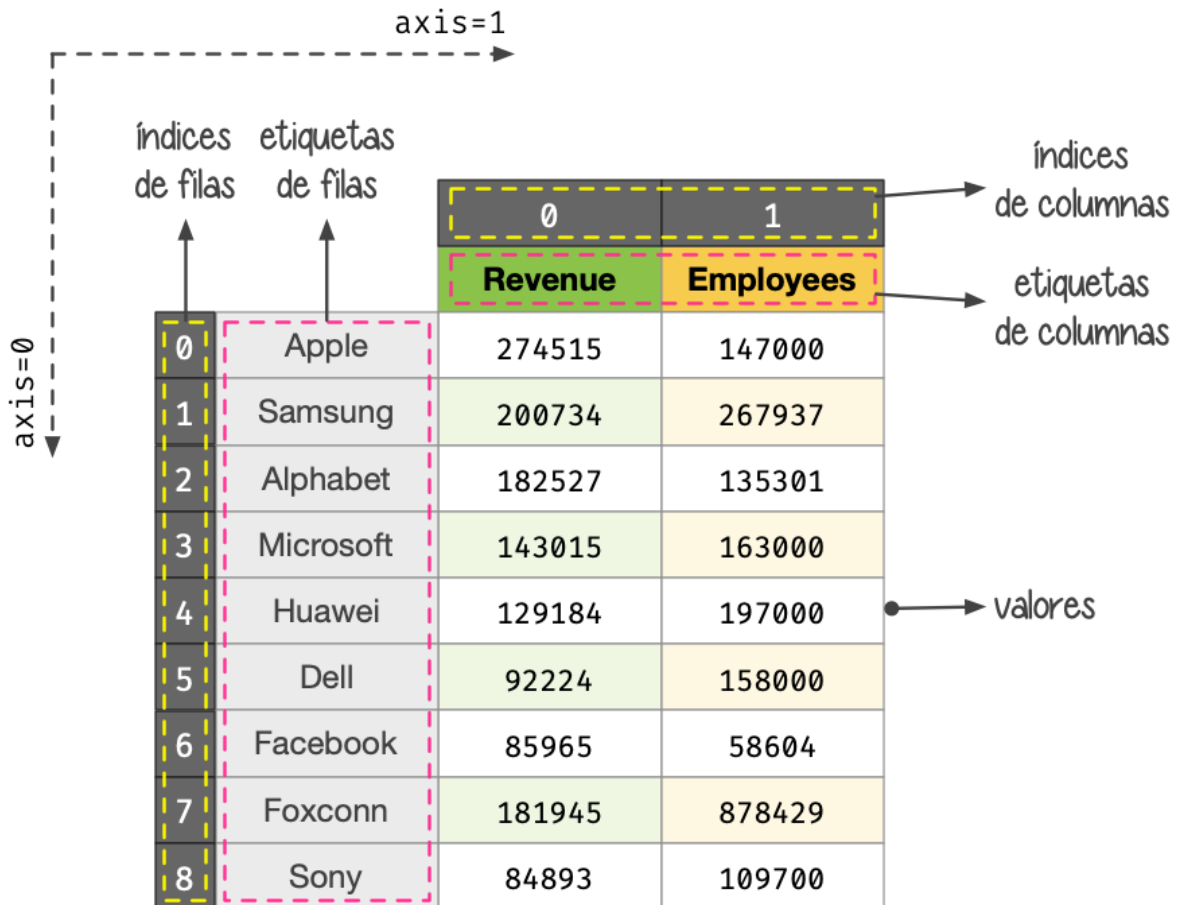 axis=1
índices
de filas
etiquetas
de filas
índices
de columnas
0 1
Revenue Employees
etiquetas
de columnas
axis=0
0 Apple 274515 147000
1 Samsung 200734 267937
2 Alphabet 182527 135301
3 Microsoft 143015 163000
4 Huawei 129184 197000
valores
5 Dell 92224 158000
6 Facebook 85965 58604
7 Foxconn 181945 878429
8 Sony 84893 109700